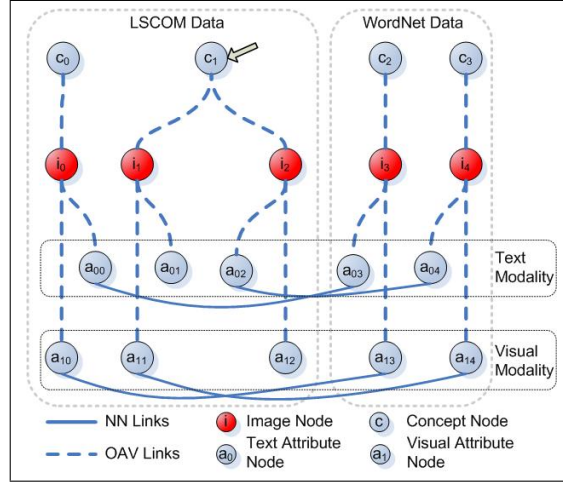 LSCOM Data WordNet Data
c0 c1 c2 c3
i0 i1 i2 i3 i4
a00 a01 a02 a03 a04
Text
Modality
a10 a11 a12 a13 a14
Visual
Modality
NN Links i Image Node c Concept Node
OAV Links a0 Text Attribute
Node
a1 Visual Attribute
Node